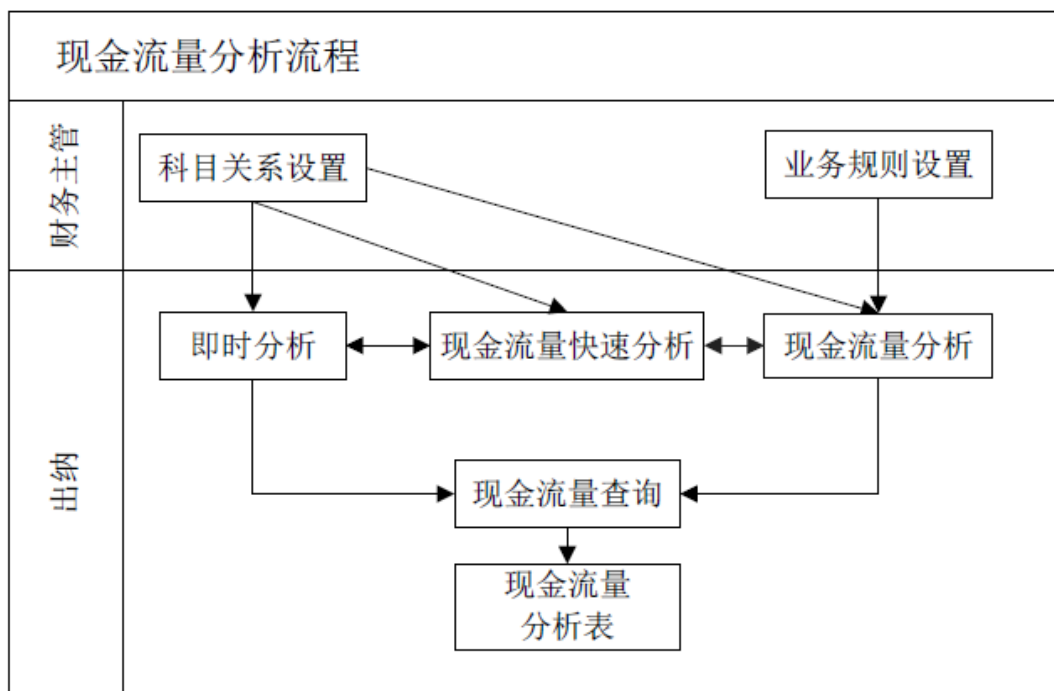 现金流量分析流程
财务主管
科目关系设置
业务规则设置
出纳
即时分析
现金流量快速分析
现金流量分析
现金流量查询
现金流量
分析表